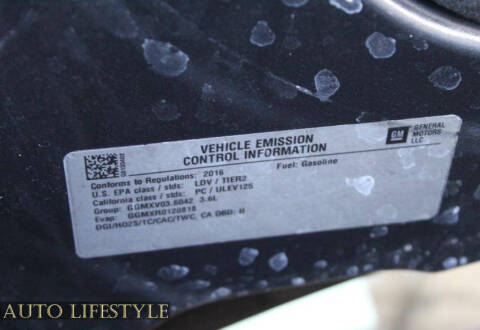 VEHICLE EMISSION
CONTROL INFORMATION
GM GENERAL
MOTORS
LLC
Conforms to Regulations: 2016 Fuel: Gasoline
U.S. EPA class / stds: LDV / TIER2
California class / stds: PC / ULEV125
Group: GGMXV03.6042 3.6L
Evap: GGMXR0120818
DGI/HO2S/TC/CAC/TWC, CA OBD: II
AUTO LIFESTYLE